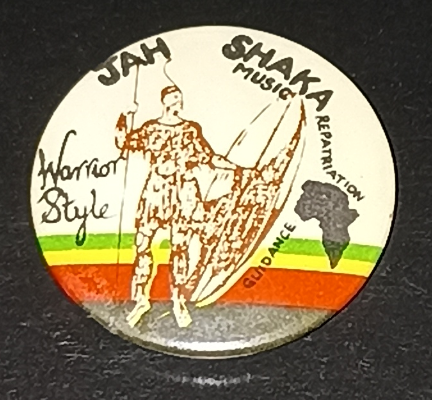 JAH SHAKA
MUSIC
REPATRIATION
Warrior
Style
GUIDANCE